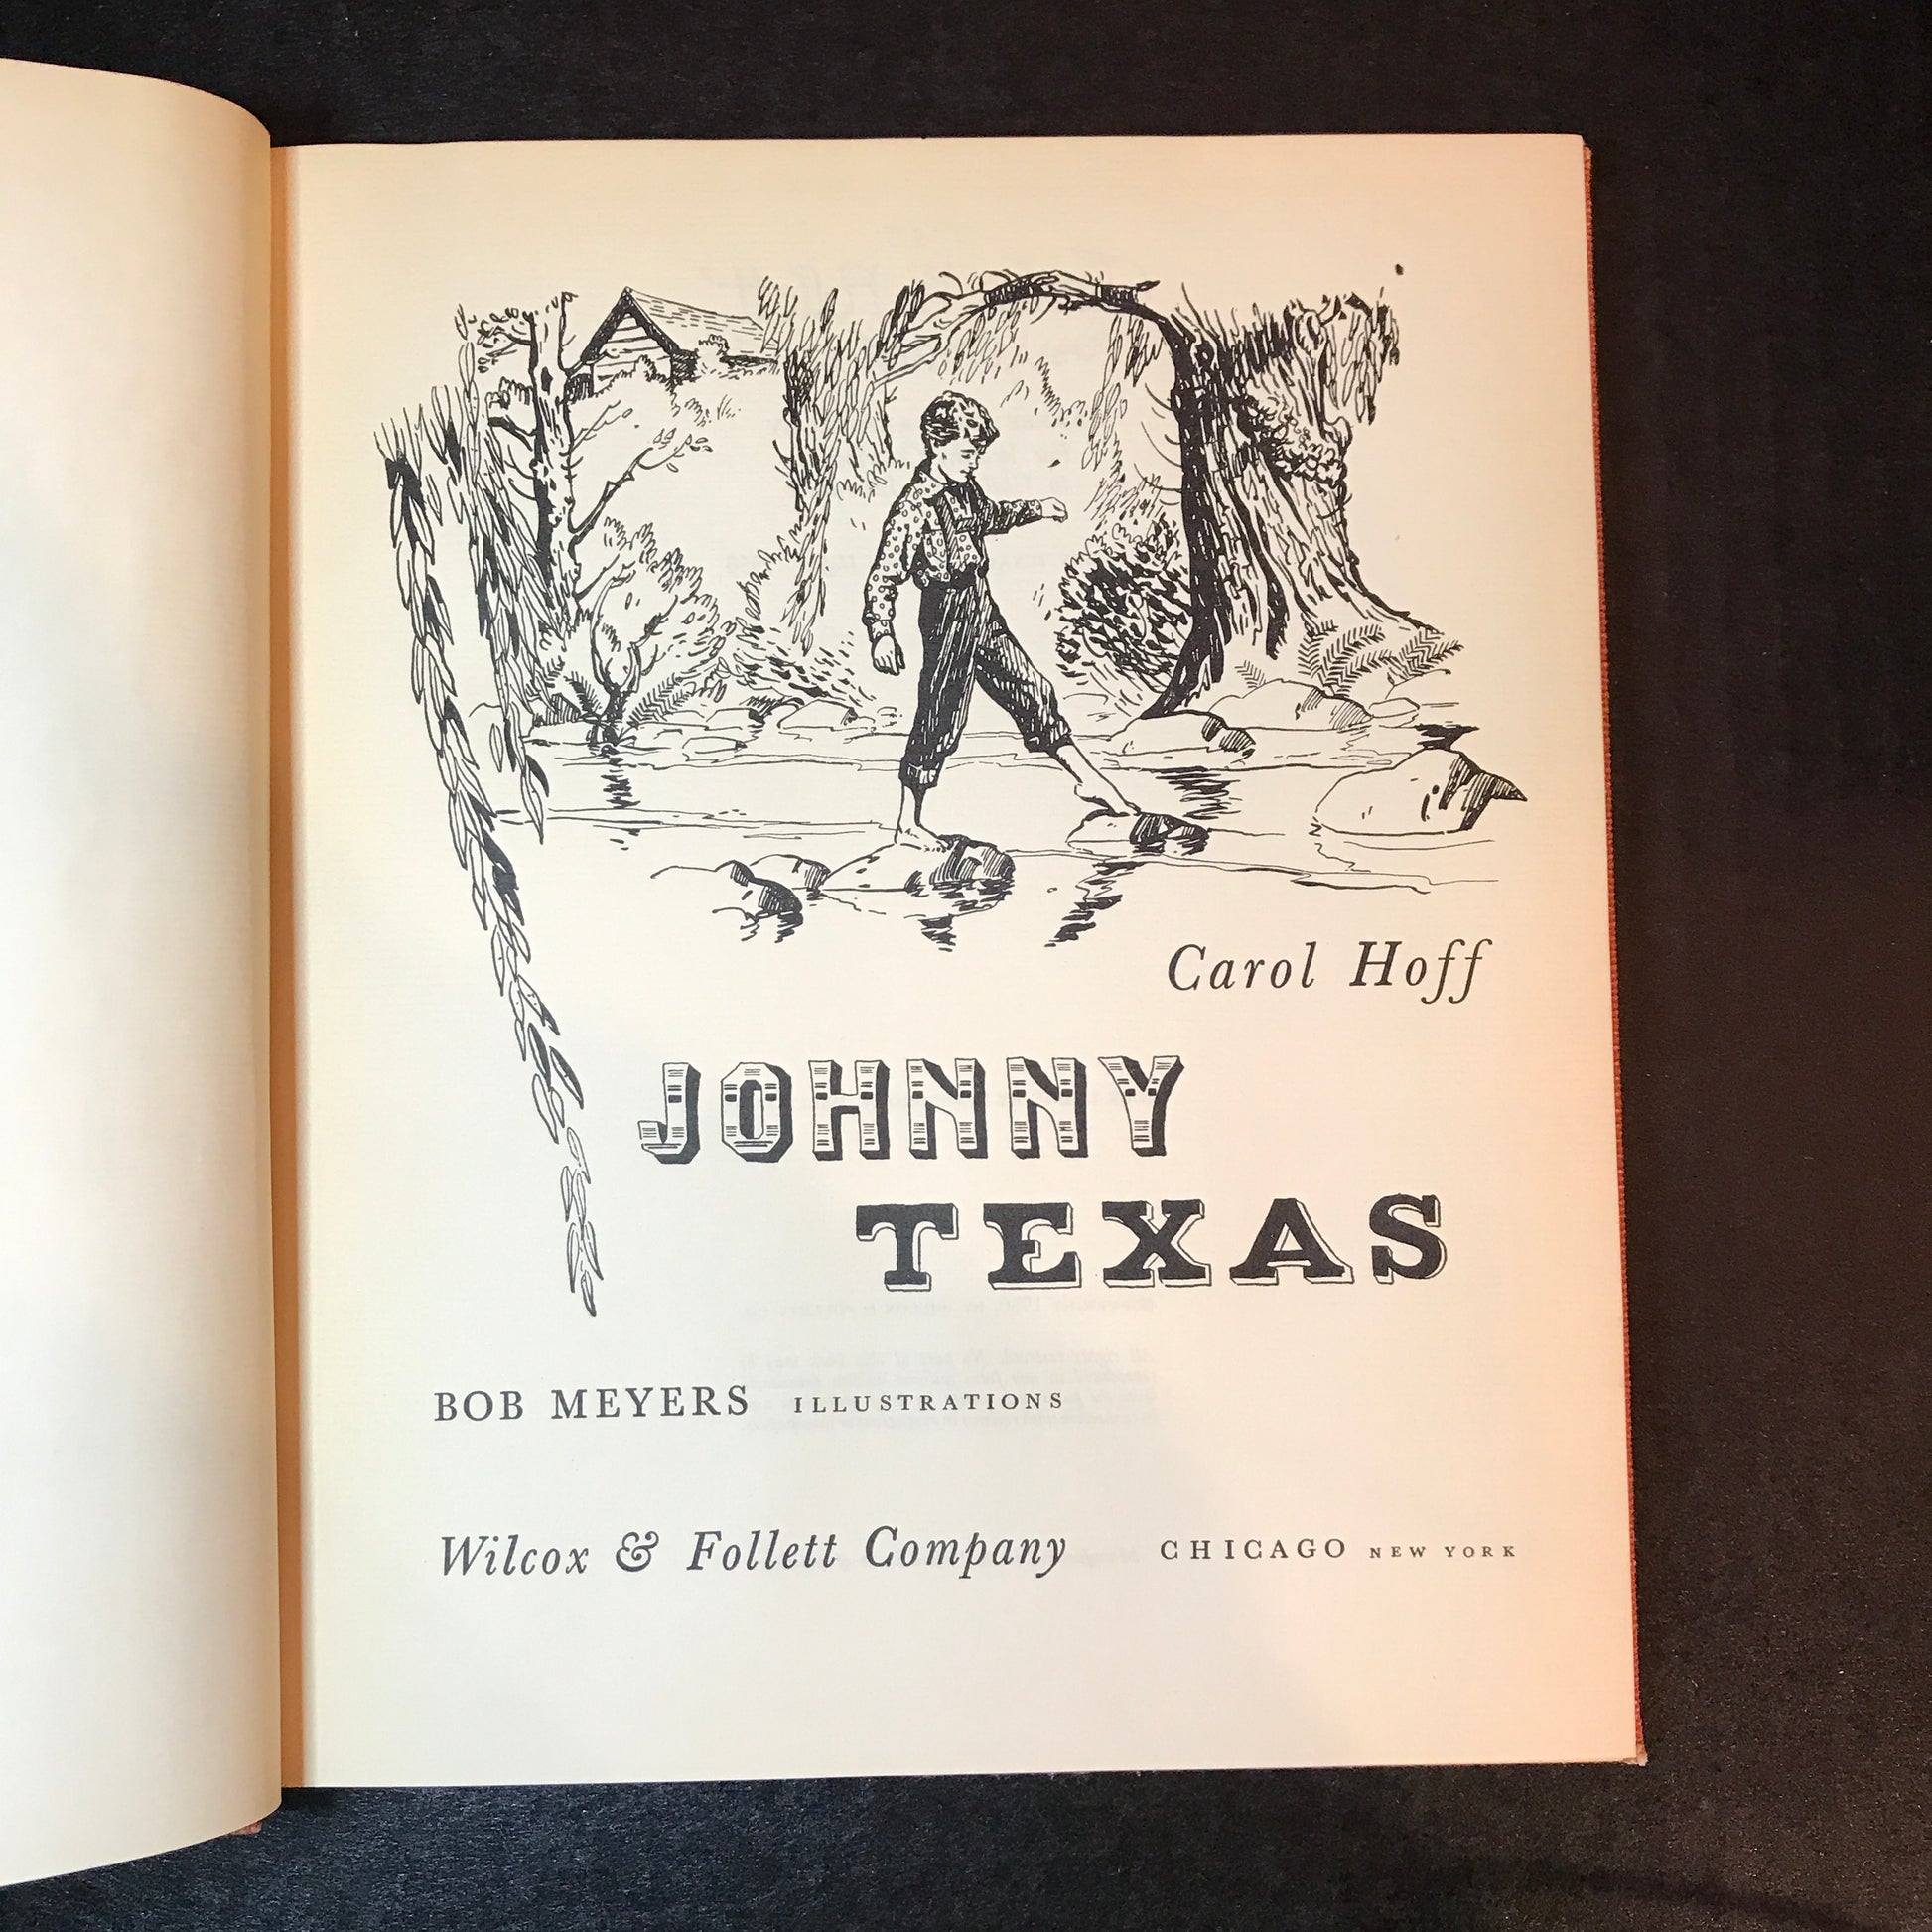 Carol Hoff
JOHNNY
TEXAS
BOB MEYERS ILLUSTRATIONS
Wilcox & Follett Company CHICAGO NEW YORK